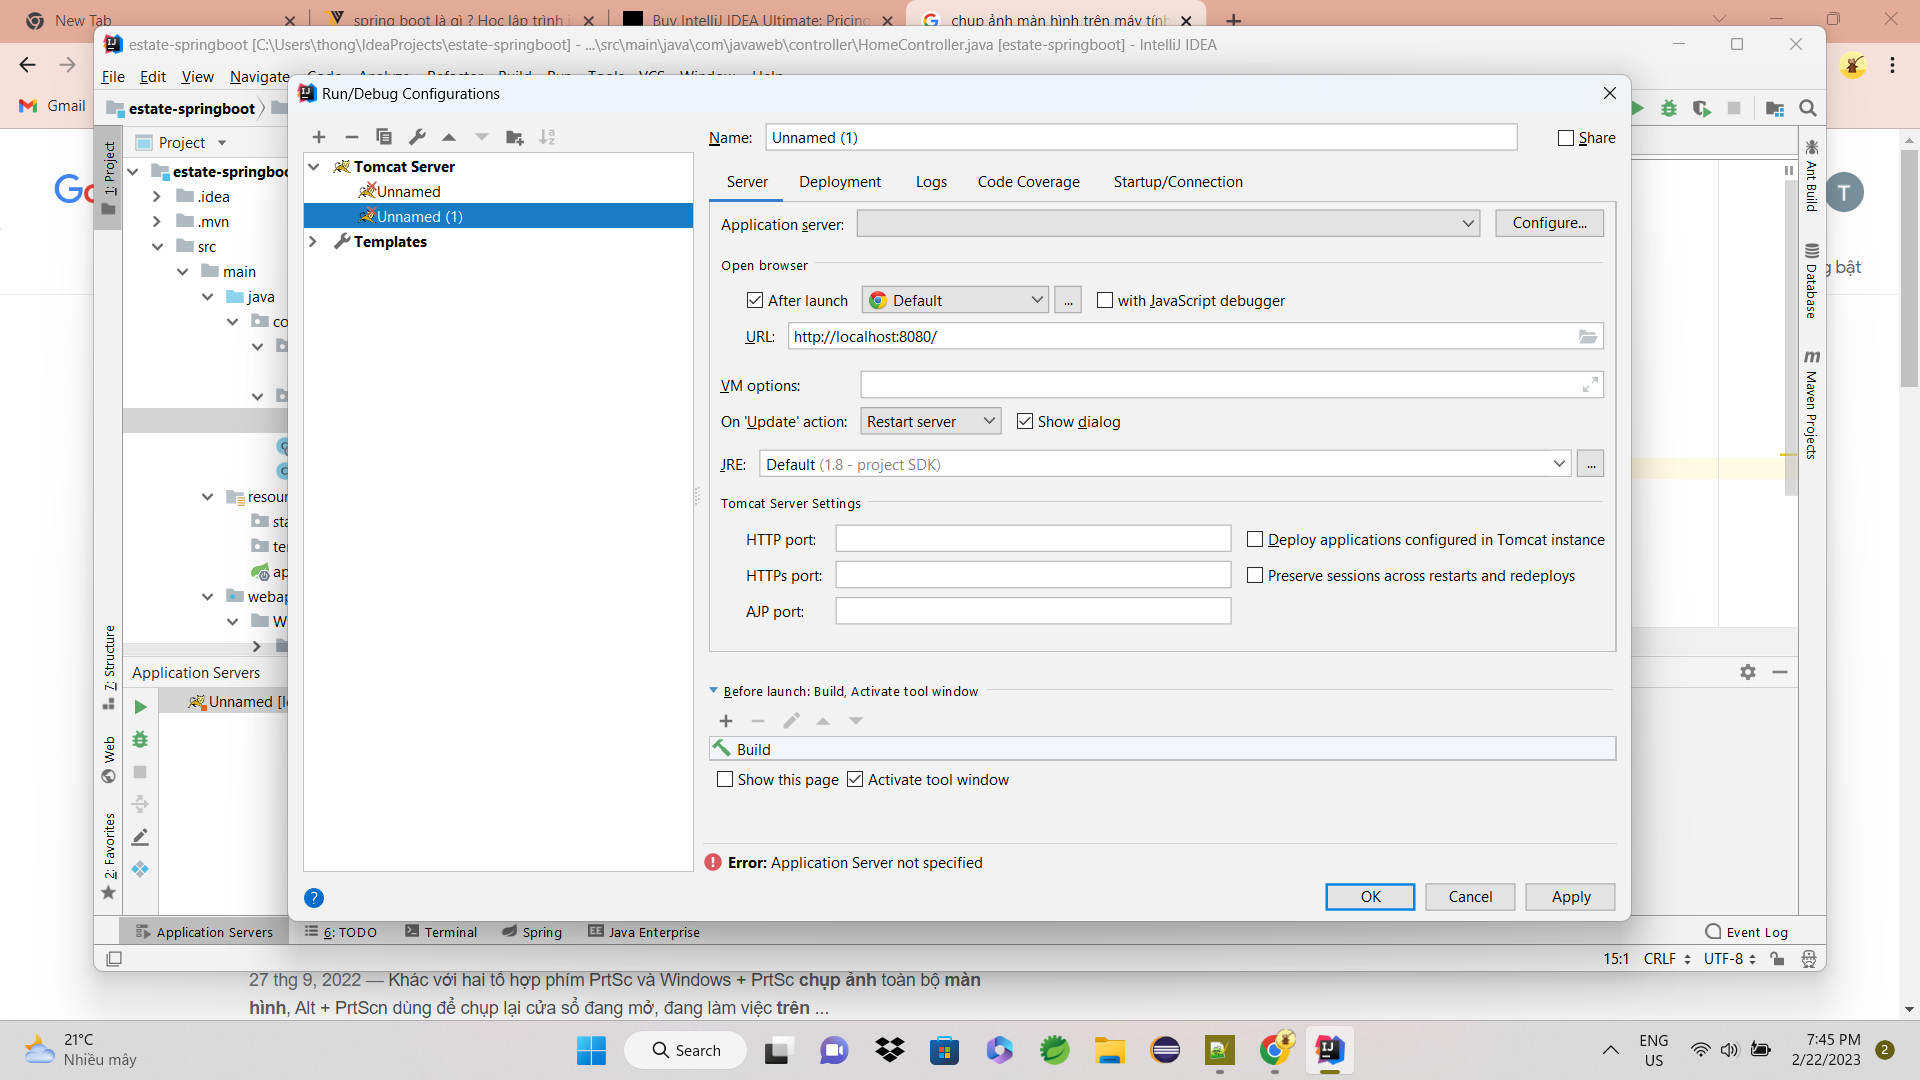 New Tab
spring boot là gì ? Học lập trình
Buy IntelliJ IDEA Ultimate: Pricing
chụp ảnh màn hình trên máy tính
estate-springboot [C:\Users\thong\IdeaProjects\estate-springboot] - ...\src\main\java\com\javaweb\controller\HomeController.java [estate-springboot] - IntelliJ IDEA
File Edit View Navigate Code Analyze Refactor Build Run Tools VCS Window Help
Gmail
estate-springboot
Run/Debug Configurations
1: Project
Project
estate-springboo
.idea
.mvn
src
main
java
co
resour
sta
te
ap
webap
W
Tomcat Server
Unnamed
Unnamed (1)
Templates
Name: Unnamed (1)
Share
Server Deployment Logs Code Coverage Startup/Connection
Application server:
Configure...
Open browser
After launch Default ... with JavaScript debugger
URL: http://localhost:8080/
VM options:
On 'Update' action: Restart server Show dialog
JRE: Default (1.8 - project SDK) ...
Tomcat Server Settings
HTTP port:
Deploy applications configured in Tomcat instance
HTTPs port:
Preserve sessions across restarts and redeploys
AJP port:
Before launch: Build, Activate tool window
Build
Show this page Activate tool window
Error: Application Server not specified
?
OK Cancel Apply
Ant Build
Database
m Maven Projects
T
bật
7: Structure
Web
2: Favorites
Application Servers
Unnamed [l
Application Servers 6: TODO Terminal Spring Java Enterprise
Event Log
15:1 CRLF UTF-8
27 thg 9, 2022 — Khác với hai tổ hợp phím PrtSc và Windows + PrtSc chụp ảnh toàn bộ màn
hình, Alt + PrtScn dùng để chụp lại cửa sổ đang mở, đang làm việc trên ...
21°C
Nhiều mây
Search
ENG
US
7:45 PM
2/22/2023
2